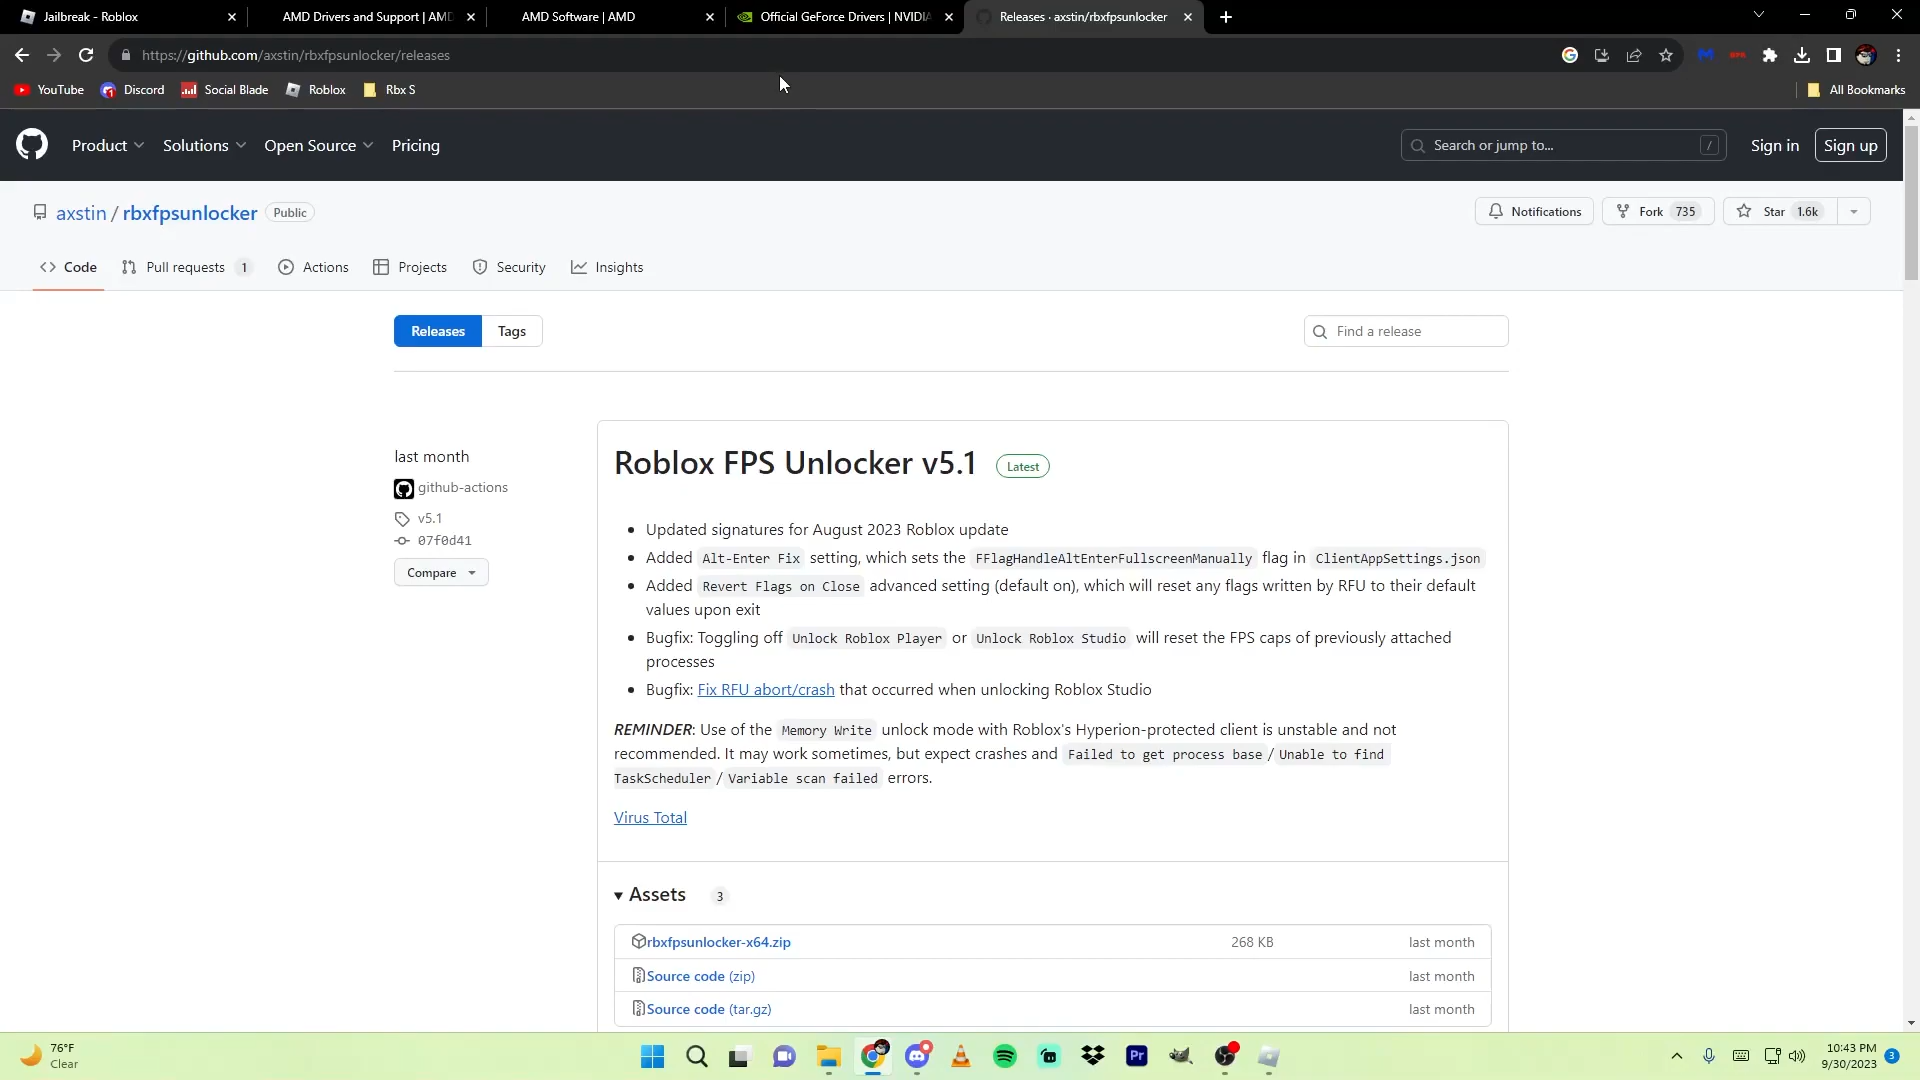 Jailbreak - Roblox
AMD Drivers and Support | AMD
AMD Software | AMD
Official GeForce Drivers | NVIDIA
Releases · axstin/rbxfpsunlocker
https://github.com/axstin/rbxfpsunlocker/releases
YouTube
Discord
Social Blade
Roblox
Rbx S
All Bookmarks
Product
Solutions
Open Source
Pricing
Search or jump to...
/
Sign in
Sign up
axstin / rbxfpsunlocker Public
Notifications
Fork 735
Star 1.6k
Code
Pull requests 1
Actions
Projects
Security
Insights
Releases
Tags
Find a release
last month
github-actions
v5.1
07f0d41
Compare
Roblox FPS Unlocker v5.1 Latest
• Updated signatures for August 2023 Roblox update
• Added Alt-Enter Fix setting, which sets the FFlagHandleAltEnterFullscreenManually flag in ClientAppSettings.json
• Added Revert Flags on Close advanced setting (default on), which will reset any flags written by RFU to their default
values upon exit
• Bugfix: Toggling off Unlock Roblox Player or Unlock Roblox Studio will reset the FPS caps of previously attached
processes
• Bugfix: Fix RFU abort/crash that occurred when unlocking Roblox Studio
REMINDER: Use of the Memory Write unlock mode with Roblox's Hyperion-protected client is unstable and not
recommended. It may work sometimes, but expect crashes and Failed to get process base / Unable to find
TaskScheduler / Variable scan failed errors.
Virus Total
Assets 3
rbxfpsunlocker-x64.zip 268 KB last month
Source code (zip) last month
Source code (tar.gz) last month
76°F
Clear
Pr
10:43 PM
9/30/2023
3